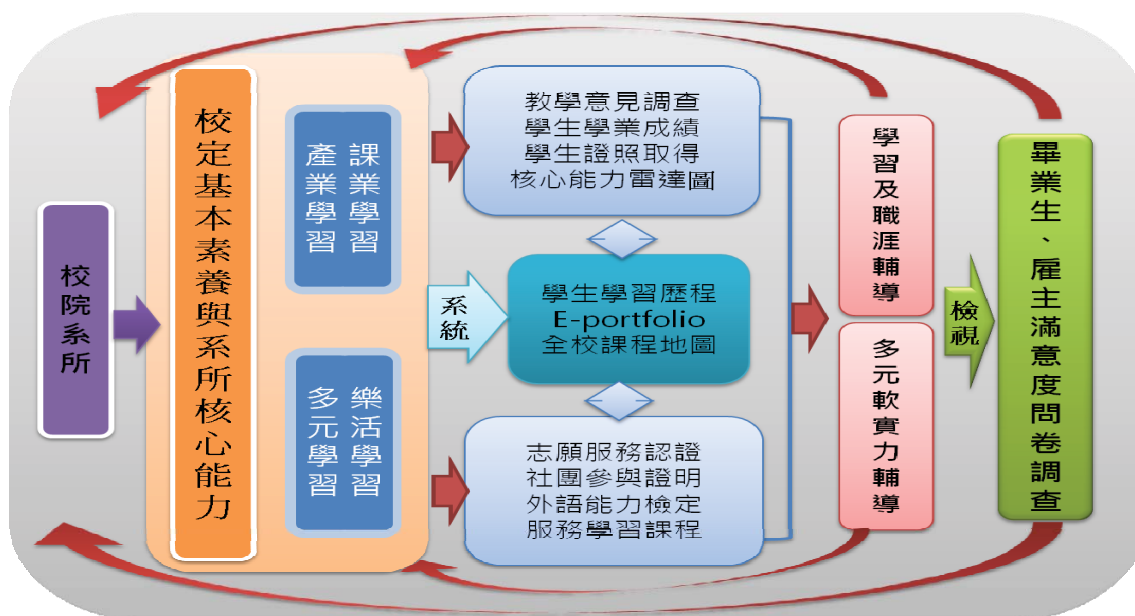 校院系所
校定基本素養與系所核心能力
課業學習
產業學習
樂活學習
多元學習
系統
教學意見調查
學生學業成績
學生證照取得
核心能力雷達圖
學生學習歷程
E-portfolio
全校課程地圖
志願服務認證
社團參與證明
外語能力檢定
服務學習課程
學習及職涯輔導
多元軟實力輔導
檢視
畢業生、雇主滿意度問卷調查